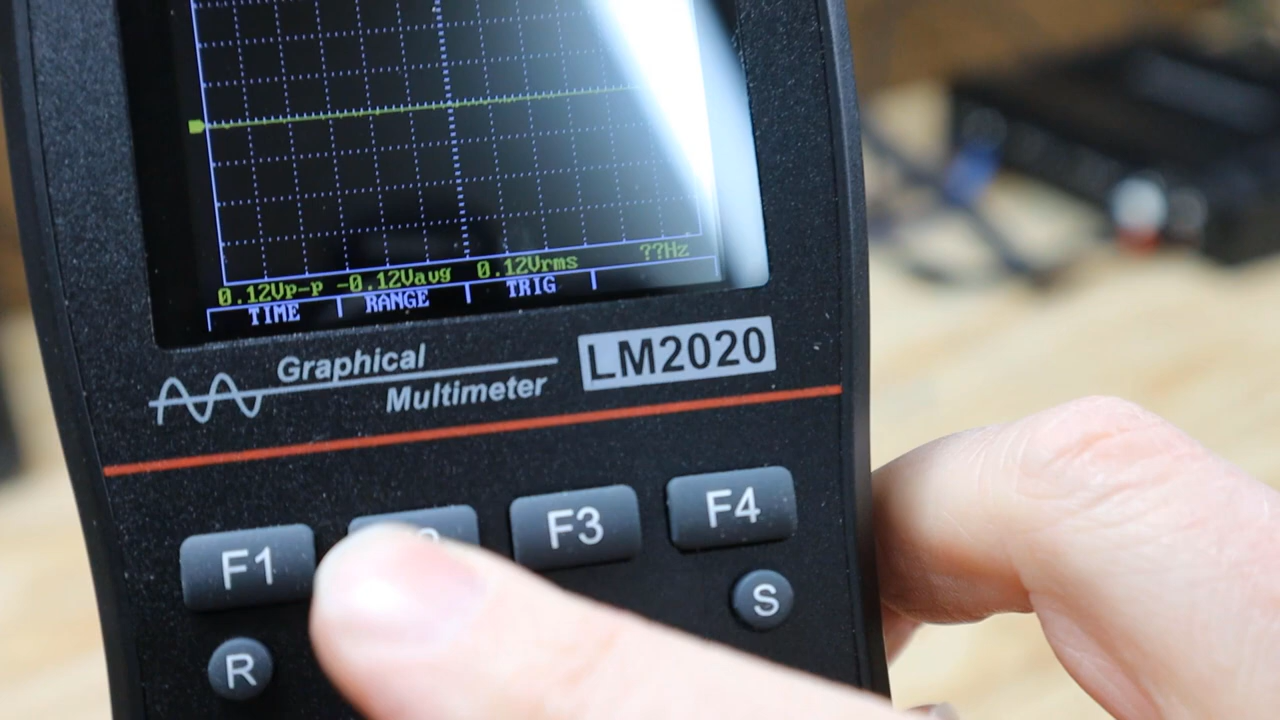 0.12Vp-p -0.12Vavg 0.12Vrms ??Hz
TIME RANGE TRIG
Graphical
Multimeter
LM2020
F1 F3 F4
S
R